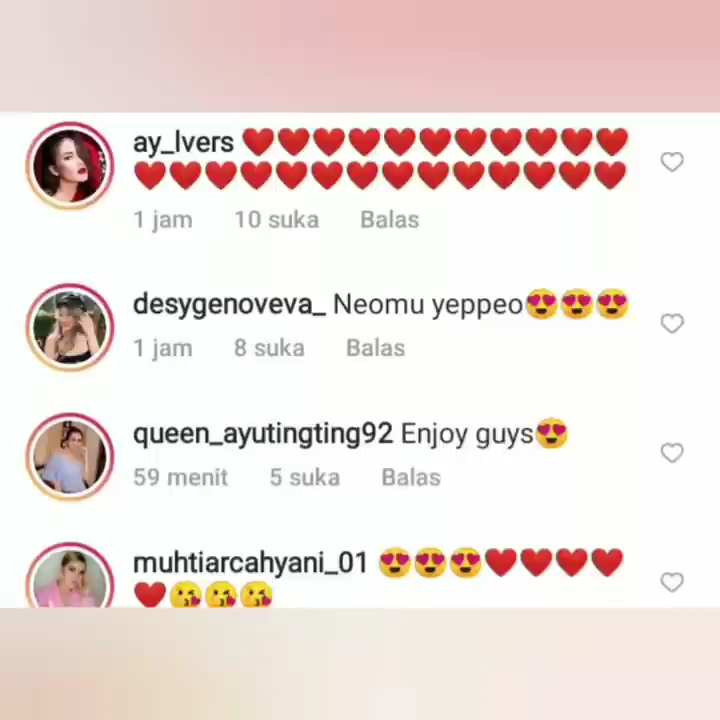 ay_lvers ❤️❤️❤️❤️❤️❤️❤️❤️❤️❤️❤️
❤️❤️❤️❤️❤️❤️❤️❤️❤️❤️❤️❤️❤️❤️
1 jam 10 suka Balas
desygenoveva_ Neomu yeppeo😍😍😍
1 jam 8 suka Balas
queen_ayutingting92 Enjoy guys😍
59 menit 5 suka Balas
muhtiarcahyani_01 😍😍😍❤️❤️❤️❤️
❤️😘😘😘